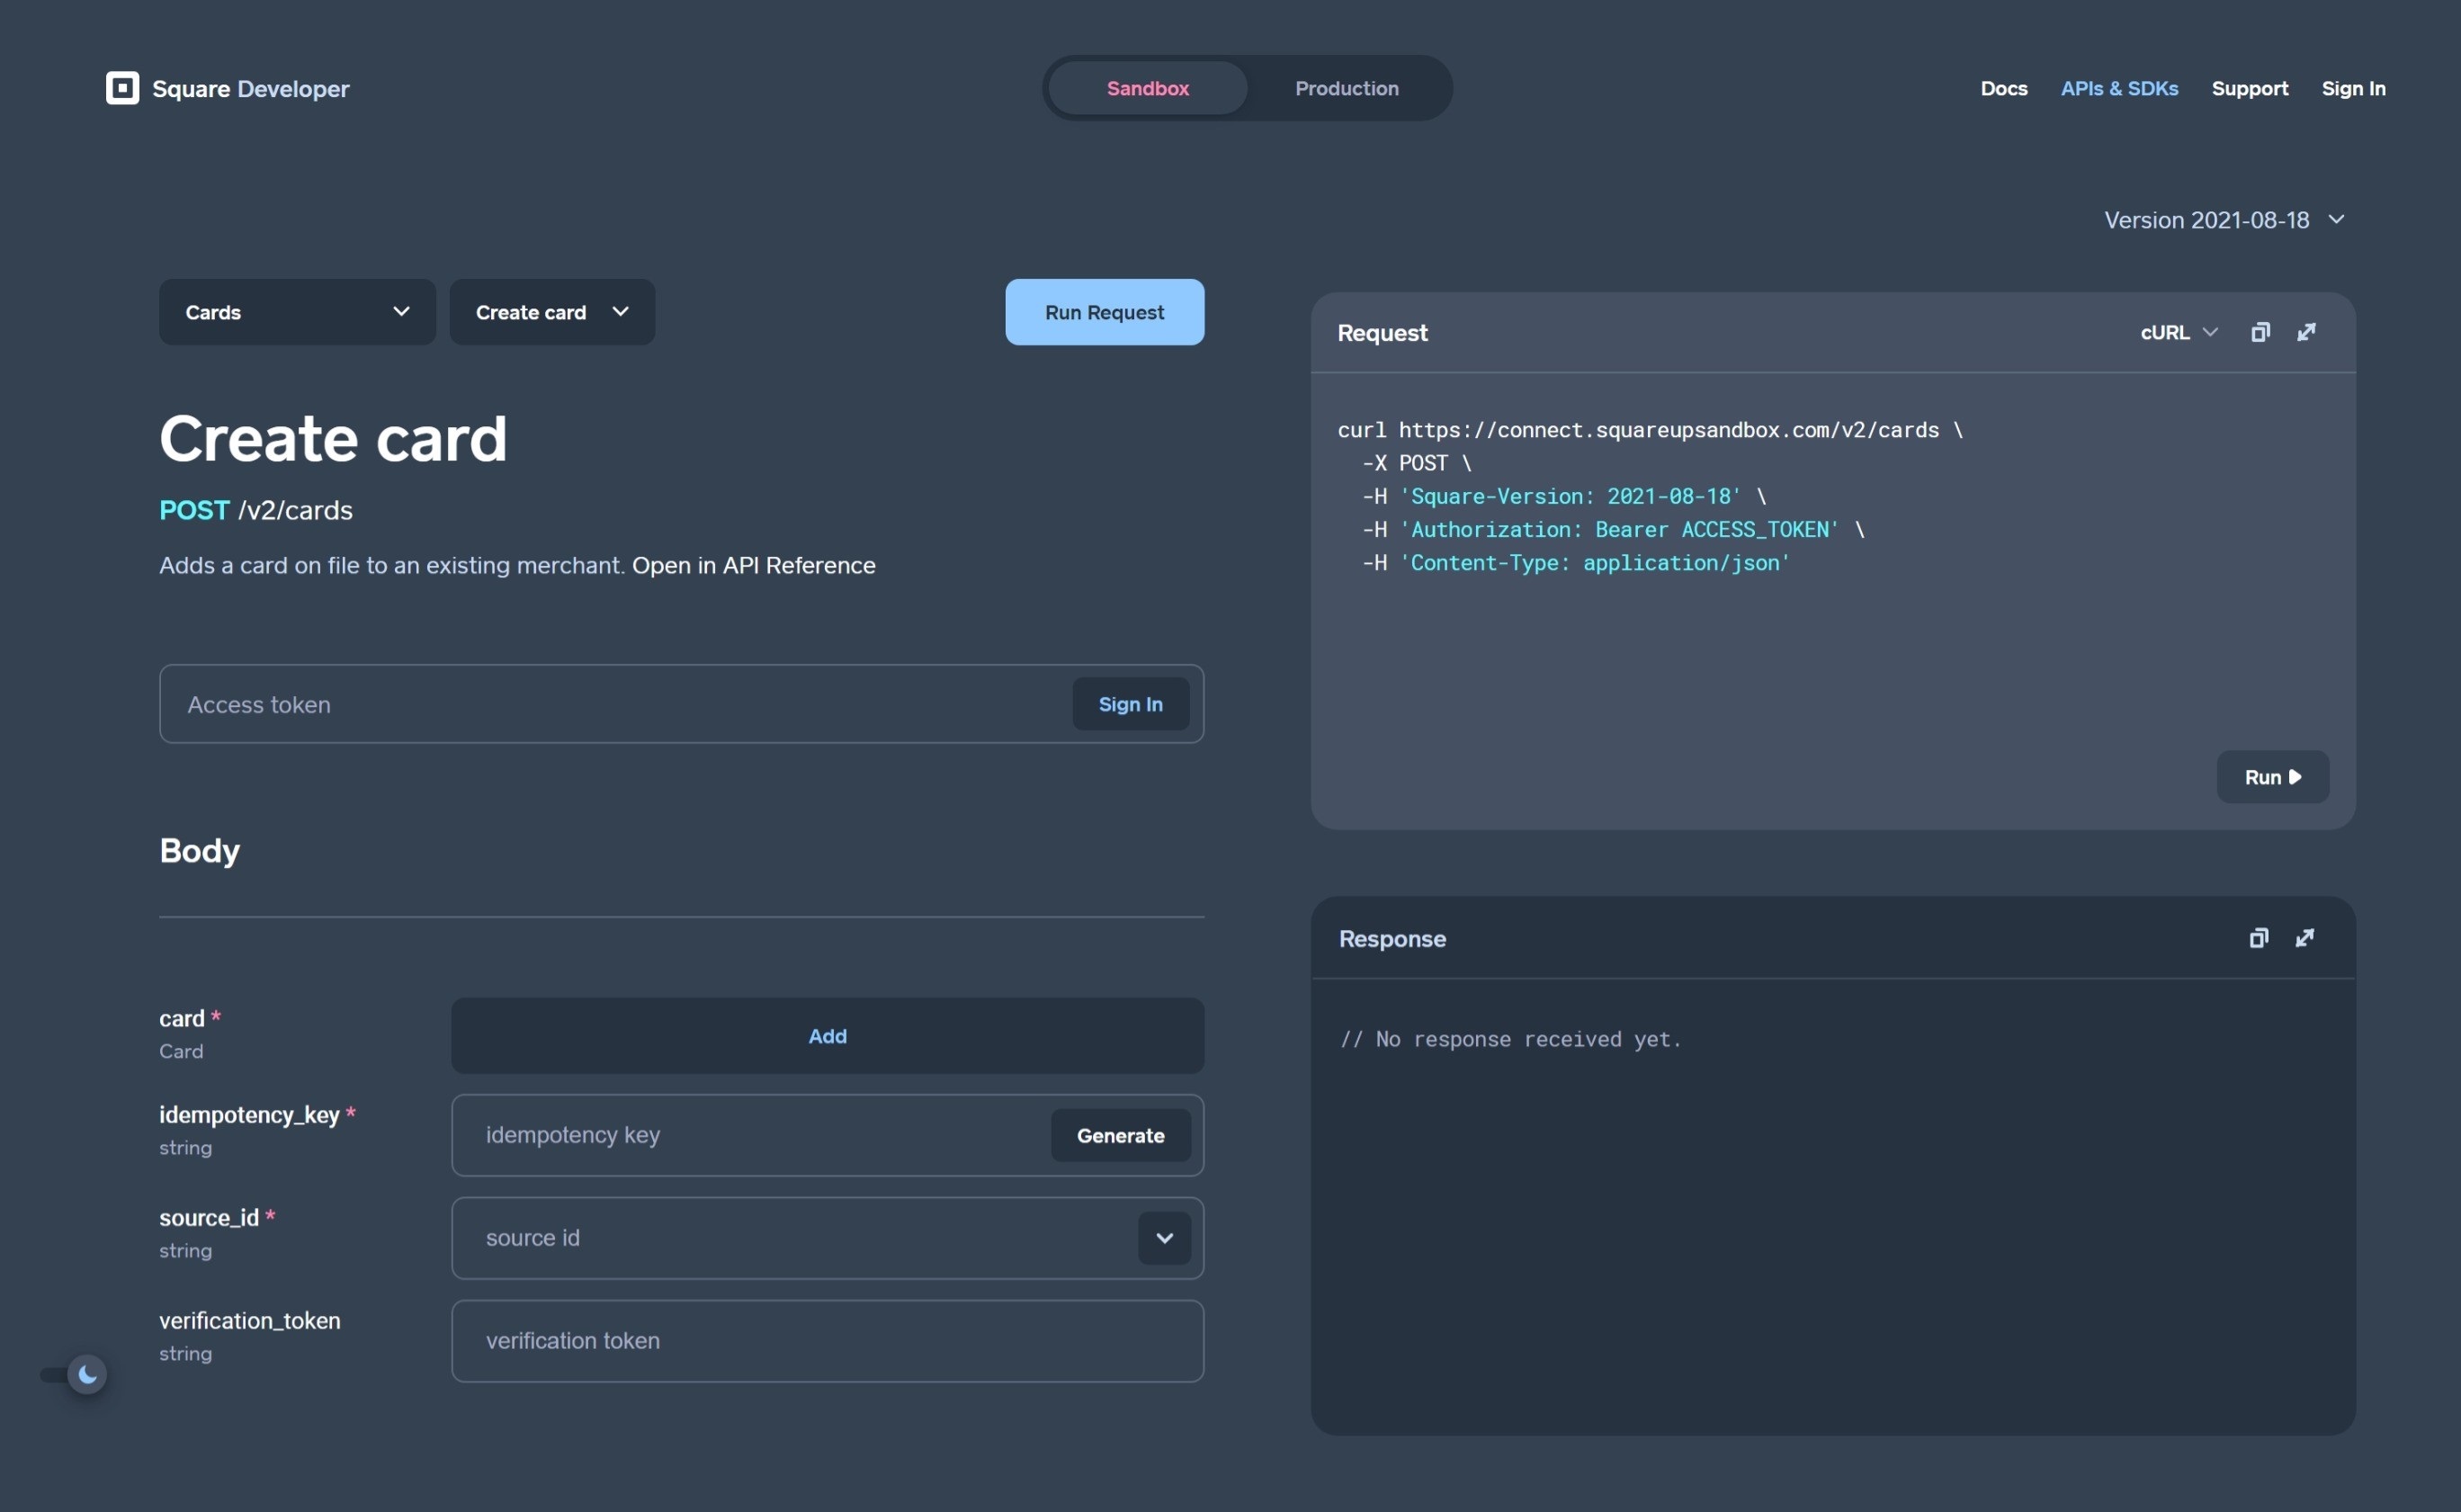 Square Developer
Sandbox
Production
Docs
APIs & SDKs
Support
Sign In
Version 2021-08-18
Cards
Create card
Run Request
Create card
POST /v2/cards
Adds a card on file to an existing merchant. Open in API Reference
Access token
Sign In
Body
card *
Card
Add
idempotency_key *
string
idempotency key
Generate
source_id *
string
source id
verification_token
string
verification token
Request
cURL
curl https://connect.squareupsandbox.com/v2/cards \
-X POST \
-H 'Square-Version: 2021-08-18' \
-H 'Authorization: Bearer ACCESS_TOKEN' \
-H 'Content-Type: application/json'
Run
Response
// No response received yet.